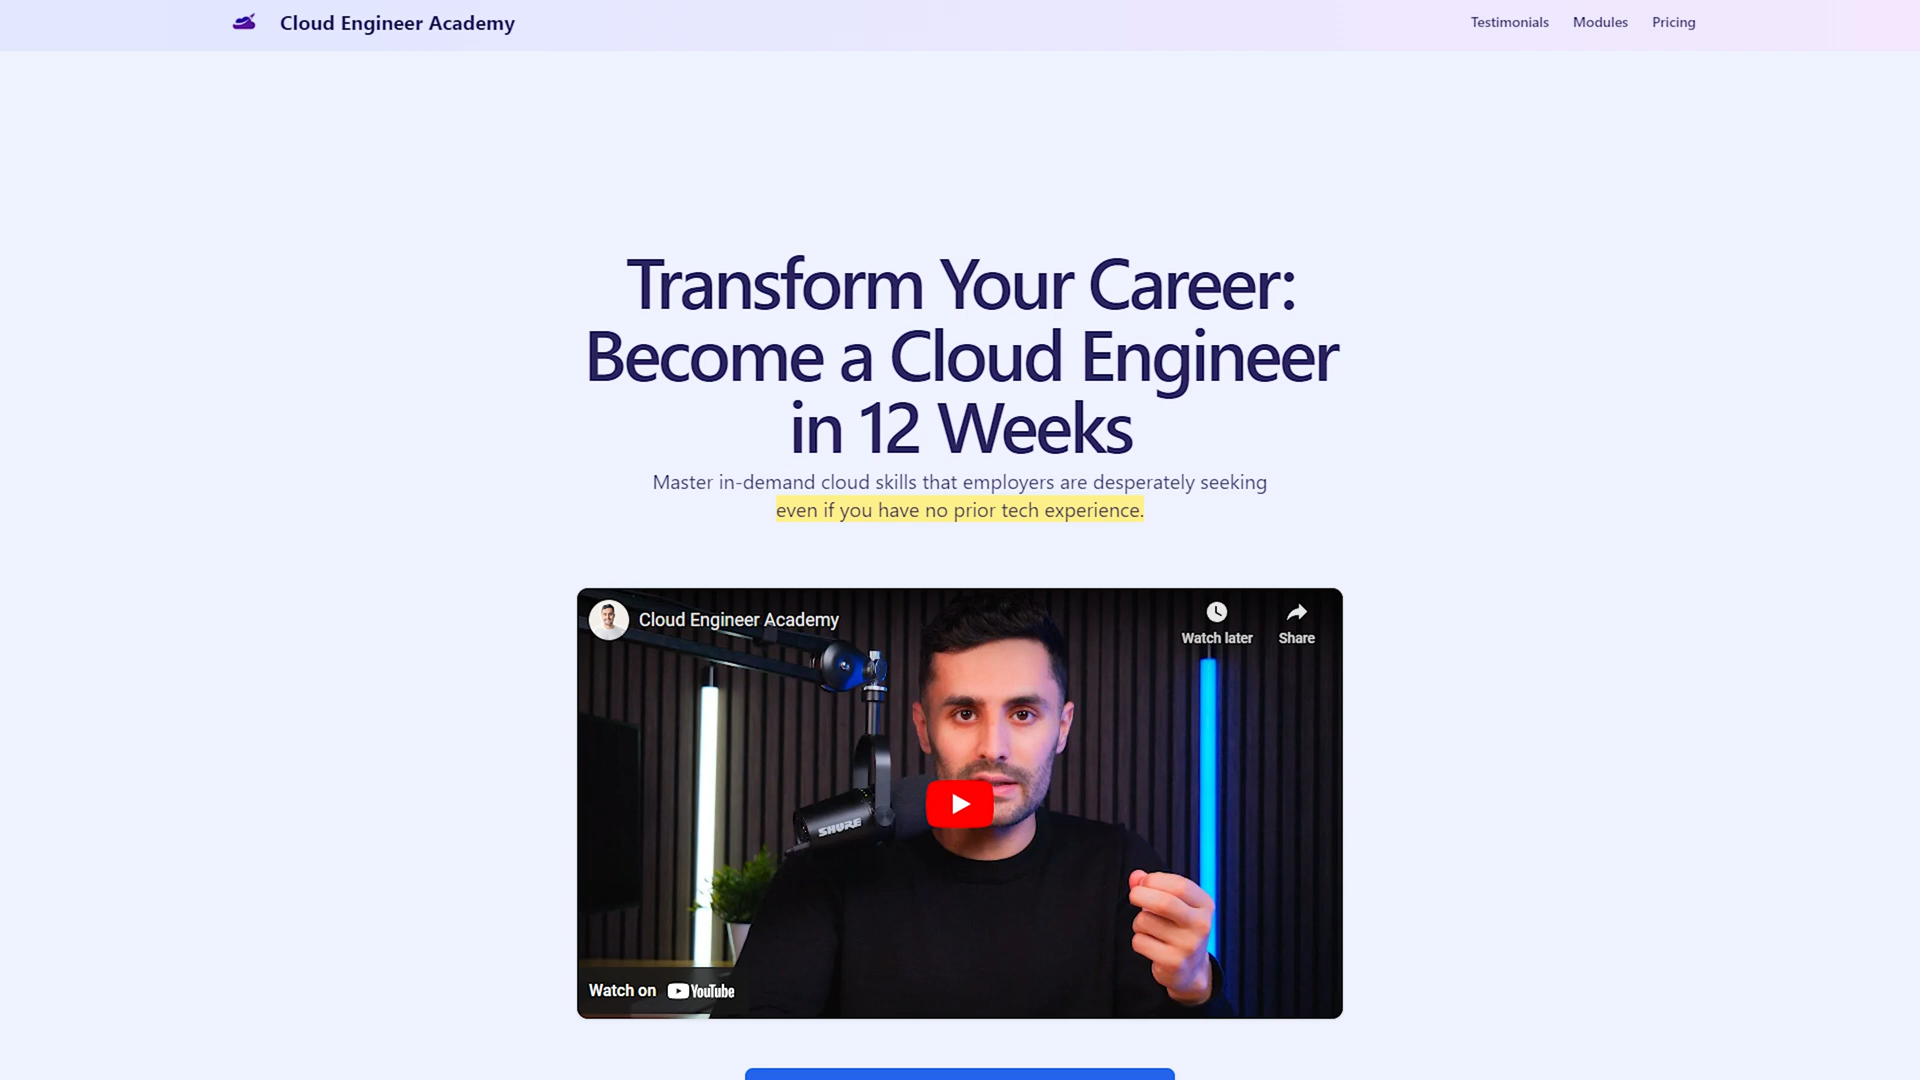 Cloud Engineer Academy
Testimonials
Modules
Pricing
Transform Your Career:
Become a Cloud Engineer
in 12 Weeks
Master in-demand cloud skills that employers are desperately seeking
even if you have no prior tech experience.
Cloud Engineer Academy
Watch later
Share
SHURE
Watch on YouTube